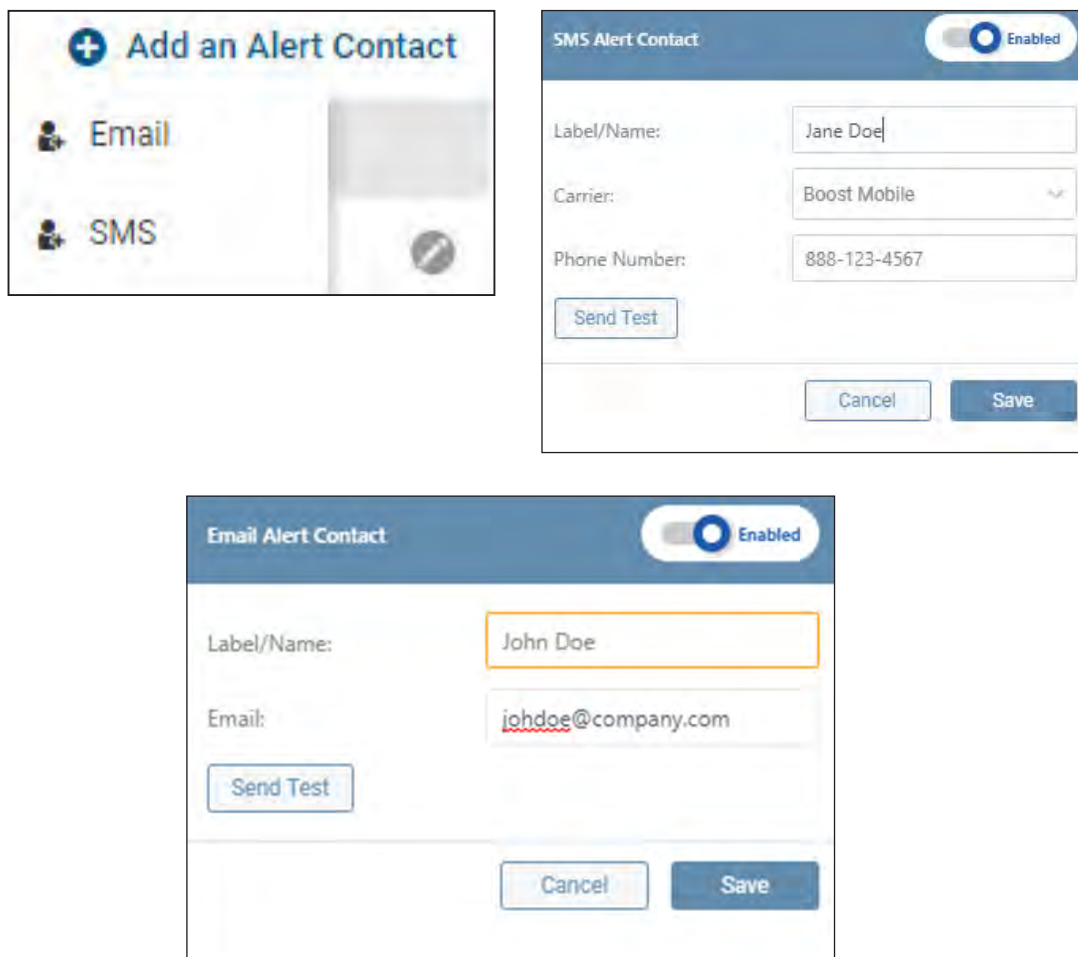 Add an Alert Contact
Email
SMS
SMS Alert Contact Enabled
Label/Name: Jane Doe
Carrier: Boost Mobile
Phone Number: 888-123-4567
Send Test
Cancel Save
Email Alert Contact Enabled
Label/Name: John Doe
Email: johdoe@company.com
Send Test
Cancel Save